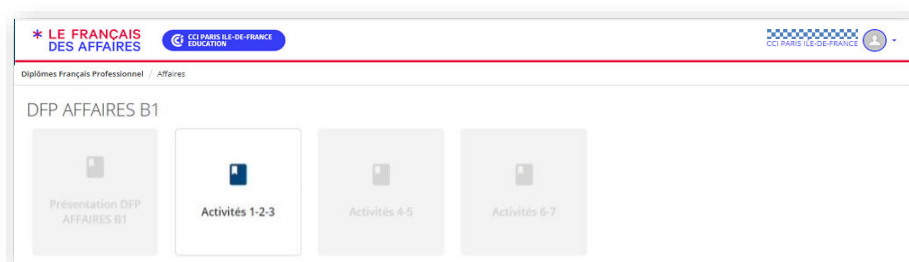 * LE FRANÇAIS
DES AFFAIRES
CCI PARIS ILE-DE-FRANCE
EDUCATION
CCI PARIS ILE-DE-FRANCE
Diplômes Français Professionnel / Affaires
DFP AFFAIRES B1
Présentation DFP
AFFAIRES B1
Activités 1-2-3
Activités 4-5
Activités 6-7